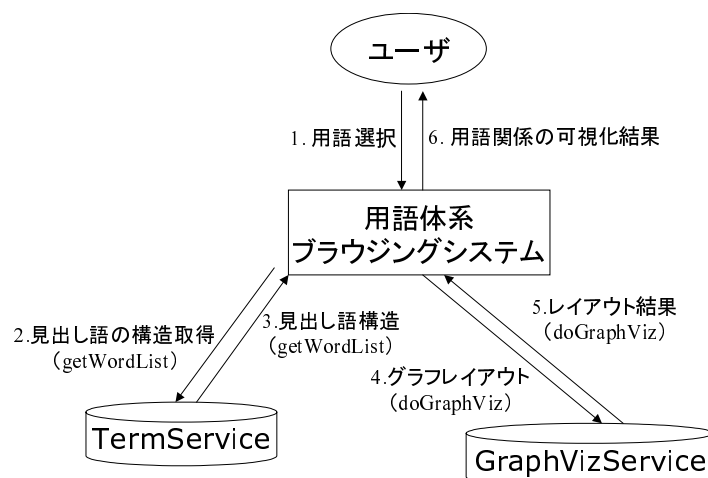 ユーザ
1. 用語選択
6. 用語関係の可視化結果
用語体系
ブラウジングシステム
2.見出し語の構造取得
（getWordList）
3.見出し語構造
（getWordList）
5.レイアウト結果
（doGraphViz）
4.グラフレイアウト
（doGraphViz）
TermService
GraphVizService